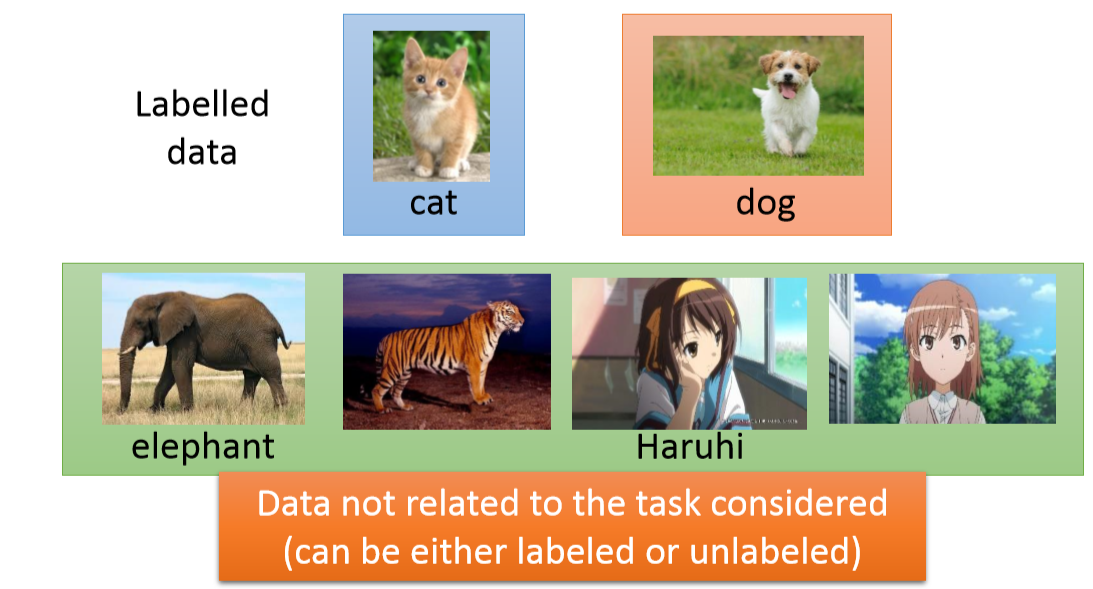 Labelled
data
cat
dog
elephant
Haruhi
Data not related to the task considered
(can be either labeled or unlabeled)